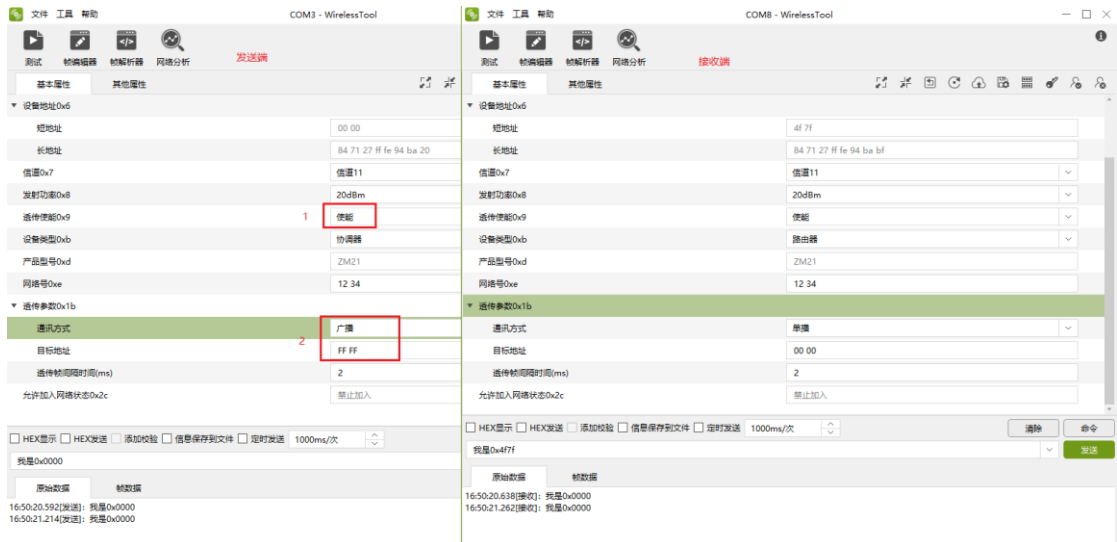 文件 工具 帮助
COM3 - WirelessTool
测试 帧编辑器 帧解析器 网络分析
发送端
基本属性 其他属性
设备地址0x6
短地址 00 00
长地址 84 71 27 ff fe 94 ba 20
信道0x7 信道11
发射功率0x8 20dBm
透传使能0x9 1 使能
设备类型0xb 协调器
产品型号0xd ZM21
网络号0xe 12 34
透传参数0x1b
通讯方式 广播
2
目标地址 FF FF
透传帧间隔时间(ms) 2
允许加入网络状态0x2c 禁止加入
HEX显示 HEX发送 添加校验 信息保存到文件 定时发送 1000ms/次
我是0x0000
原始数据 帧数据
16:50:20.592[发送]: 我是0x0000
16:50:21.214[发送]: 我是0x0000
文件 工具 帮助
COM8 - WirelessTool
测试 帧编辑器 帧解析器 网络分析
接收端
基本属性 其他属性
设备地址0x6
短地址 4f 7f
长地址 84 71 27 ff fe 94 ba bf
信道0x7 信道11
发射功率0x8 20dBm
透传使能0x9 使能
设备类型0xb 路由器
产品型号0xd ZM21
网络号0xe 12 34
透传参数0x1b
通讯方式 单播
目标地址 00 00
透传帧间隔时间(ms) 2
允许加入网络状态0x2c 禁止加入
HEX显示 HEX发送 添加校验 信息保存到文件 定时发送 1000ms/次 清除 命令
我是0x4f7f 发送
原始数据 帧数据
16:50:20.638[接收]: 我是0x0000
16:50:21.262[接收]: 我是0x0000